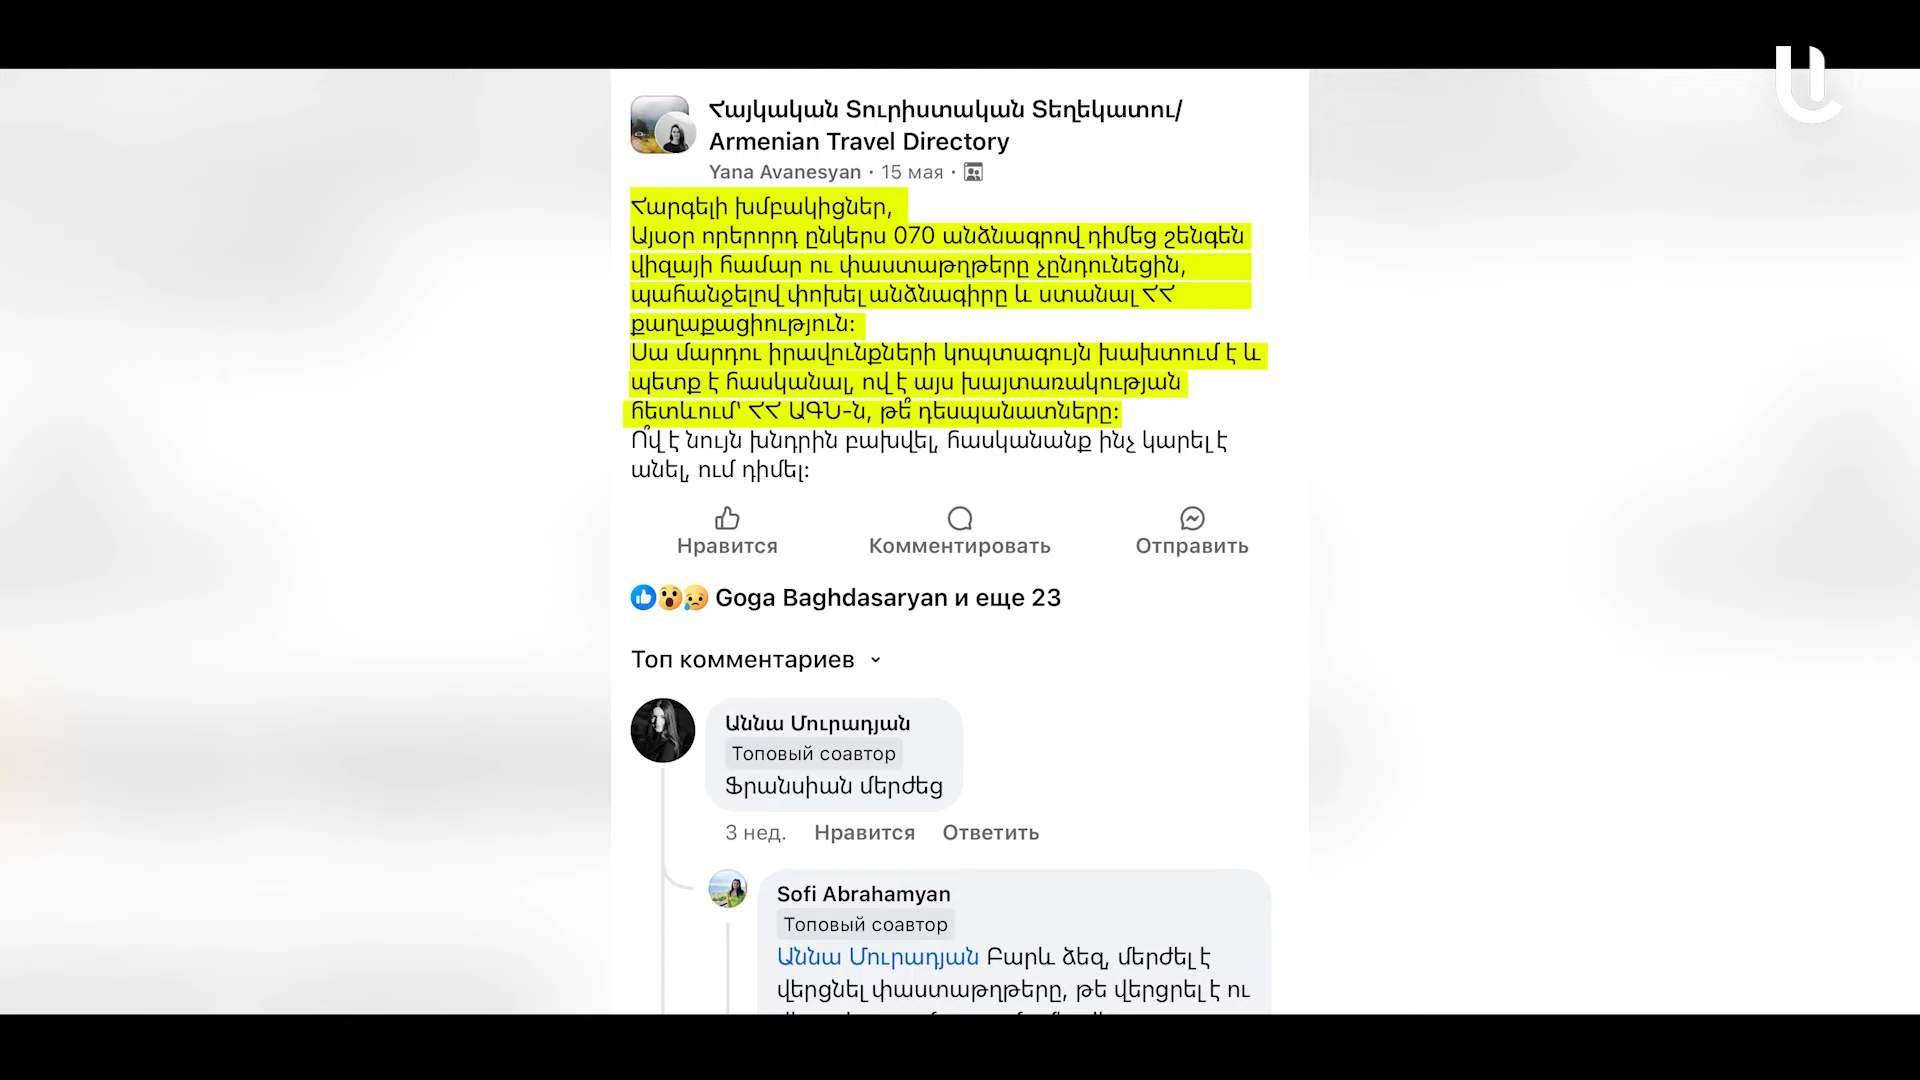 Հայկական Տուրիստական Տեղեկատու/
Armenian Travel Directory
Yana Avanesyan · 15 мая ·
Հարգելի խմբակիցներ,
Այսօր որերորդ ընկերս 070 անձնագրով դիմեց շենգեն
վիզայի համար ու փաստաթղթերը չընդունեցին,
պահանջելով փոխել անձնագիրը և ստանալ ՀՀ
քաղաքացիություն:
Սա մարդու իրավունքների կոպտագույն խախտում է և
պետք է հասկանալ, ով է այս խայտառակության
հետևում՝ ՀՀ ԱԳՆ-ն, թե՞ դեսպանատները:
Ո՞վ է նույն խնդրին բախվել, հասկանանք ինչ կարել է
անել, ում դիմել:
Нравится
Комментировать
Отправить
Goga Baghdasaryan и еще 23
Топ комментариев
Աննա Մուրադյան
Топовый соавтор
Ֆրանսիան մերժեց
3 нед. Нравится Ответить
Sofi Abrahamyan
Топовый соавтор
Աննա Մուրադյան Բարև ձեզ, մերժել է
վերցնել փաստաթղթերը, թե վերցրել է ու